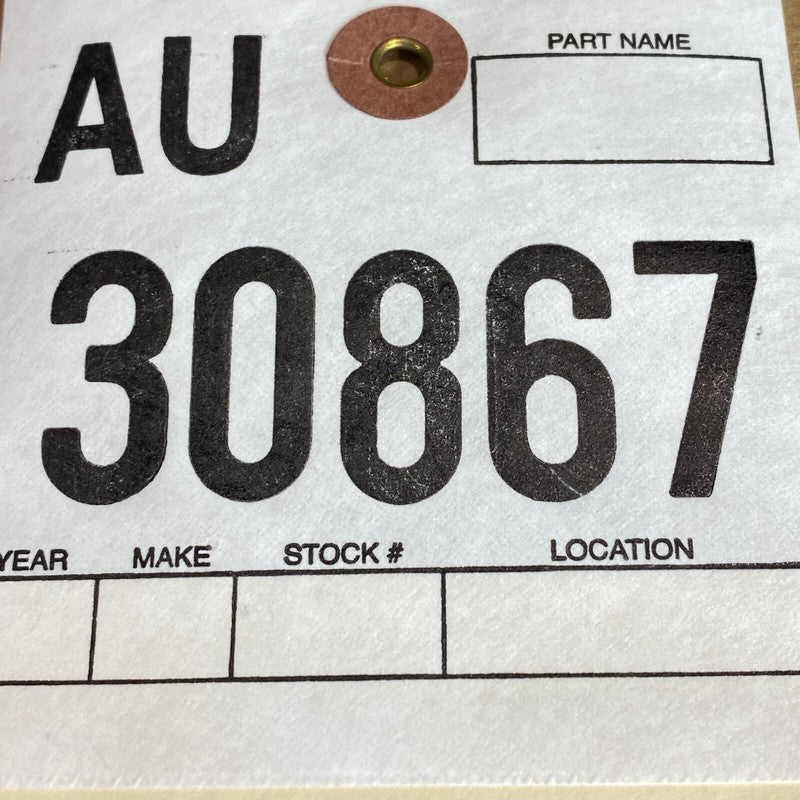 AU
PART NAME
30867
YEAR MAKE STOCK # LOCATION